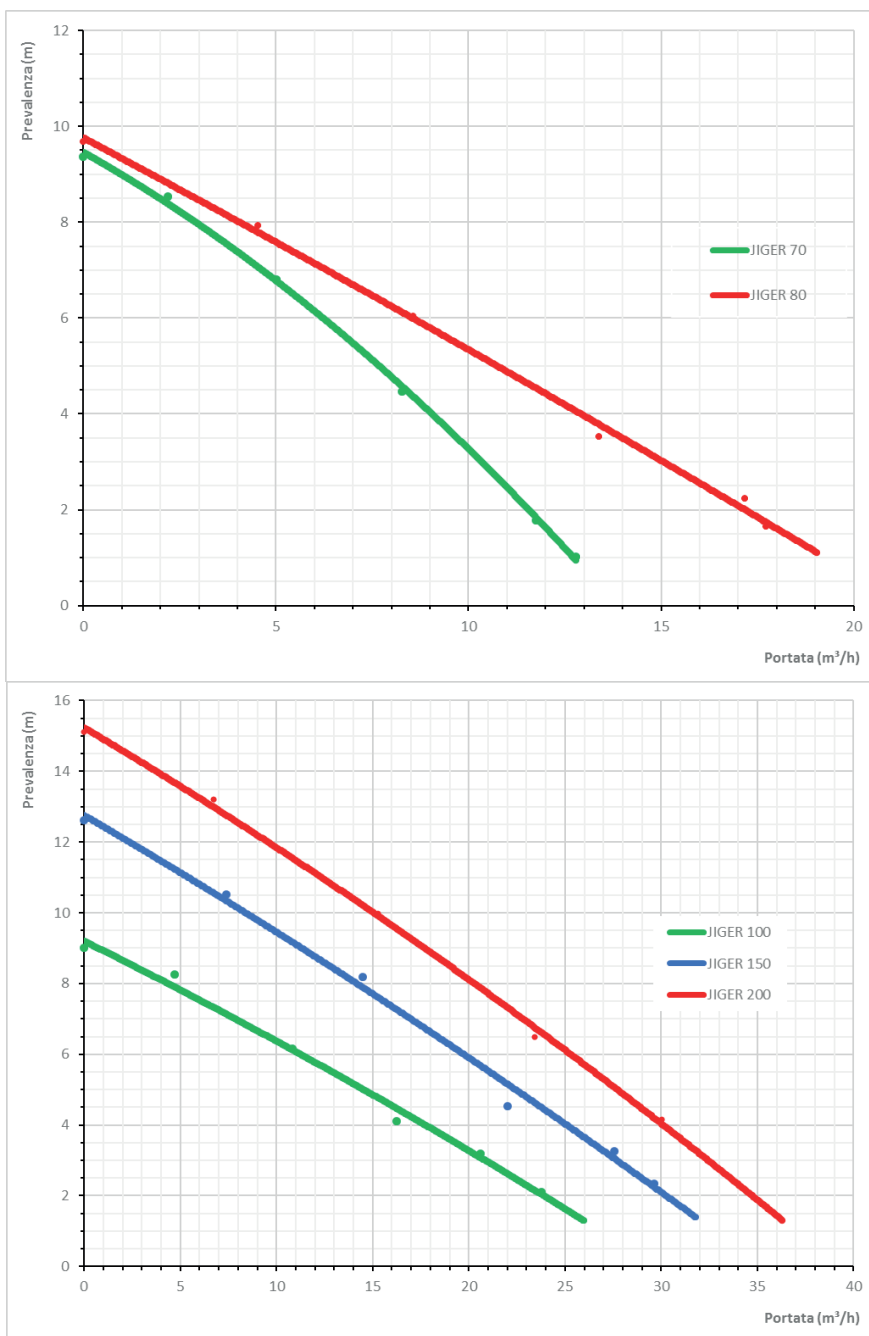 Prevalenza (m)
12
10
8
6
4
2
0
JIGER 70
JIGER 80
0 5 10 15 20
Portata (m³/h)
Prevalenza (m)
16
14
12
10
8
6
4
2
0
JIGER 100
JIGER 150
JIGER 200
0 5 10 15 20 25 30 35 40
Portata (m³/h)